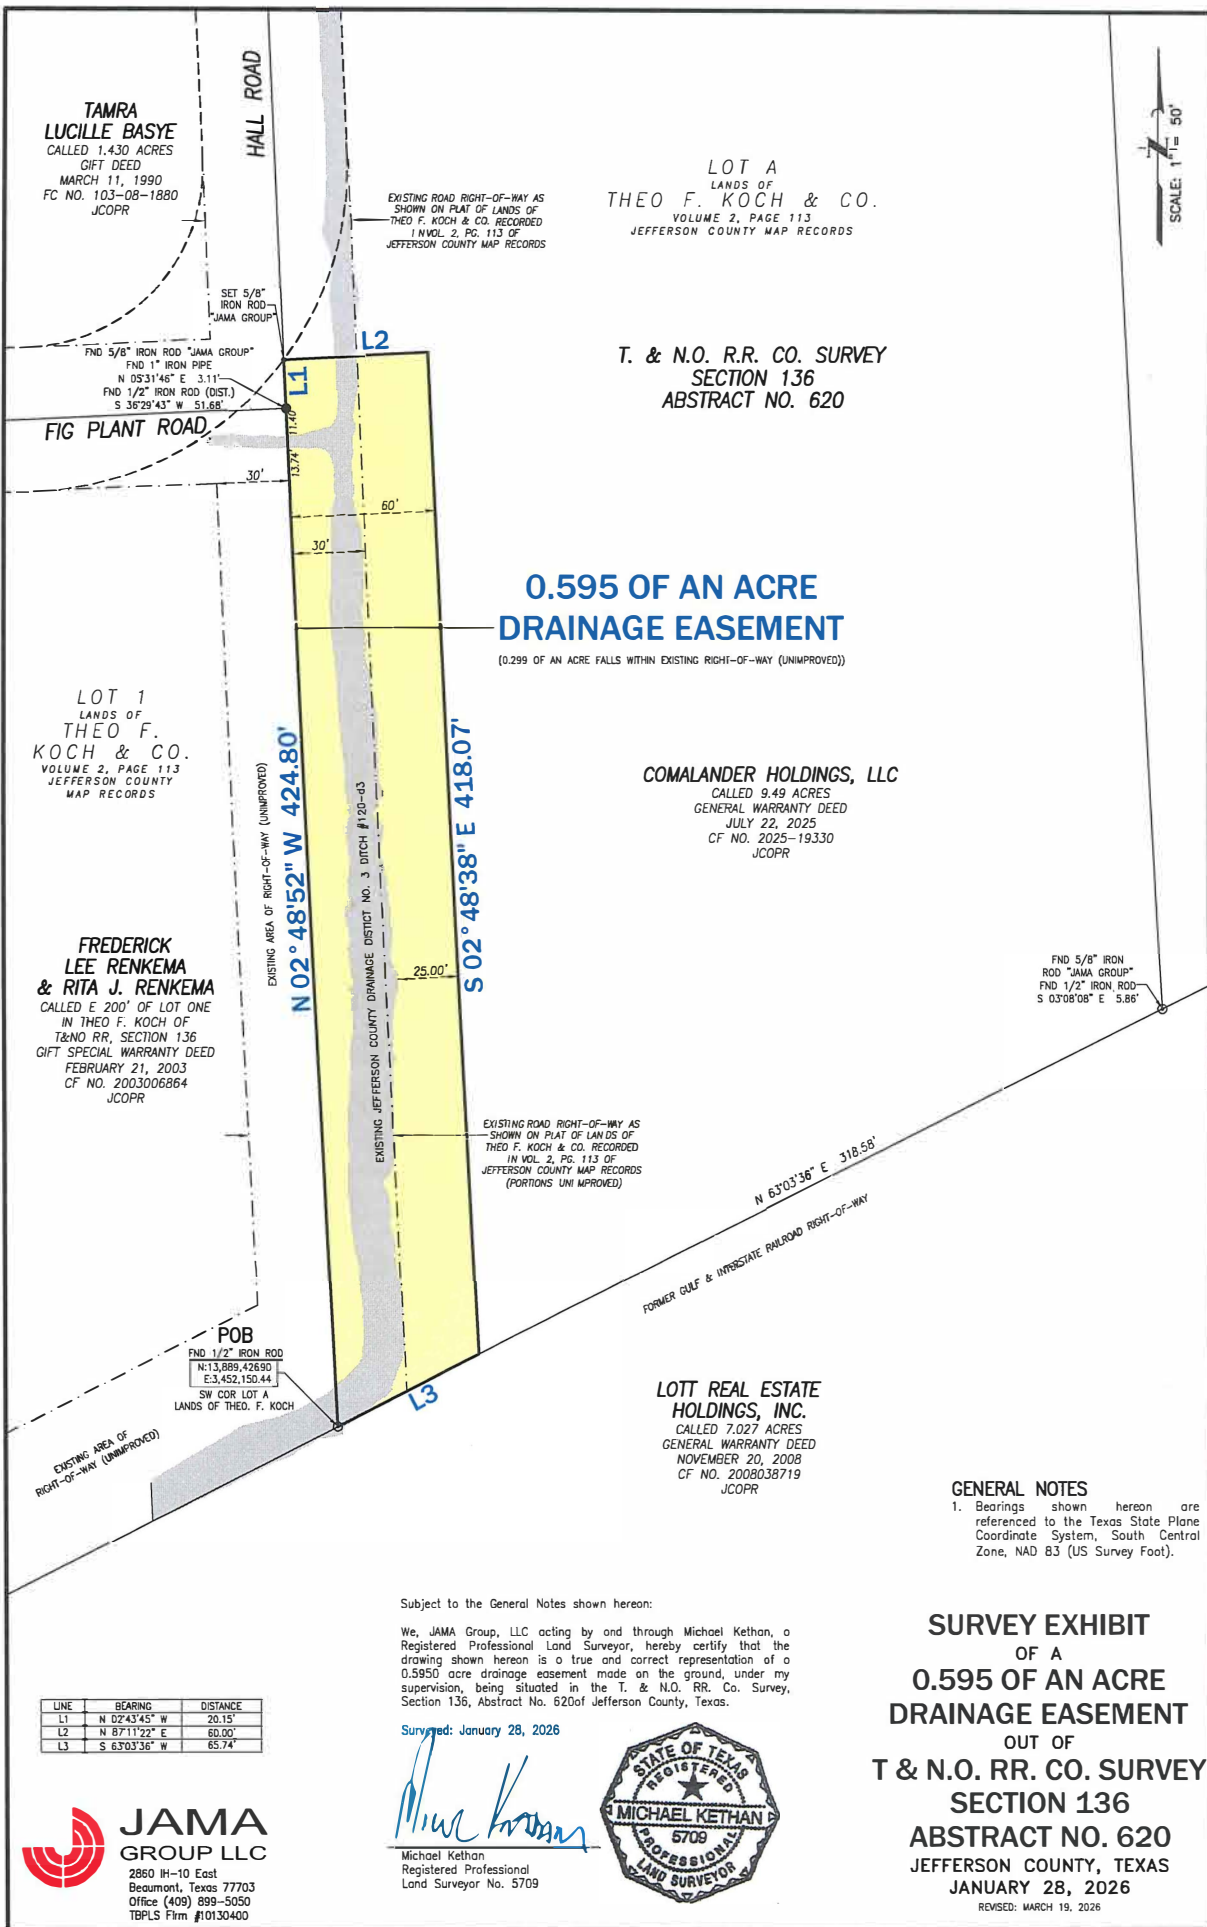 TAMRA
LUCILLE BASYE
CALLED 1.430 ACRES
GIFT DEED
MARCH 11, 1990
FC NO. 103-08-1880
JCOPR
HALL ROAD
EXISTING ROAD RIGHT-OF-WAY AS
SHOWN ON PLAT OF LANDS OF
THEO F. KOCH & CO. RECORDED
IN VOL. 2, PG. 113 OF
JEFFERSON COUNTY MAP RECORDS
LOT A
LANDS OF
THEO F. KOCH & CO.
VOLUME 2, PAGE 113
JEFFERSON COUNTY MAP RECORDS
N
SCALE: 1"= 50'
SET 5/8"
IRON ROD
"JAMA GROUP"
FND 5/8" IRON ROD "JAMA GROUP"
FND 1" IRON PIPE
N 05°31'46" E 3.11'
FND 1/2" IRON ROD (DIST.)
S 36°29'43" W 51.68'
L1
L2
T. & N.O. R.R. CO. SURVEY
SECTION 136
ABSTRACT NO. 620
FIG PLANT ROAD
11.40'
13.74'
30'
60'
30'
0.595 OF AN ACRE
DRAINAGE EASEMENT
(0.299 OF AN ACRE FALLS WITHIN EXISTING RIGHT-OF-WAY (UNIMPROVED))
LOT 1
LANDS OF
THEO F.
KOCH & CO.
VOLUME 2, PAGE 113
JEFFERSON COUNTY
MAP RECORDS
EXISTING AREA OF RIGHT-OF-WAY (UNIMPROVED)
N 02°48'52" W 424.80'
EXISTING JEFFERSON COUNTY DRAINAGE DISTICT NO. 3 DITCH #120-d3
S 02°48'38" E 418.07'
25.00'
COMALANDER HOLDINGS, LLC
CALLED 9.49 ACRES
GENERAL WARRANTY DEED
JULY 22, 2025
CF NO. 2025-19330
JCOPR
FREDERICK
LEE RENKEMA
& RITA J. RENKEMA
CALLED E 200' OF LOT ONE
IN THEO F. KOCH OF
T&NO RR, SECTION 136
GIFT SPECIAL WARRANTY DEED
FEBRUARY 21, 2003
CF NO. 2003006864
JCOPR
FND 5/8" IRON
ROD "JAMA GROUP"
FND 1/2" IRON ROD
S 03°08'08" E 5.86'
EXISTING ROAD RIGHT-OF-WAY AS
SHOWN ON PLAT OF LANDS OF
THEO F. KOCH & CO. RECORDED
IN VOL. 2, PG. 113 OF
JEFFERSON COUNTY MAP RECORDS
(PORTIONS UNIMPROVED)
N 63°03'36" E 318.58'
FORMER GULF & INTERSTATE RAILROAD RIGHT-OF-WAY
POB
FND 1/2" IRON ROD
N:13,889,426.90
E:3,452,150.44
SW COR LOT A
LANDS OF THEO. F. KOCH
L3
EXISTING AREA OF
RIGHT-OF-WAY (UNIMPROVED)
LOTT REAL ESTATE
HOLDINGS, INC.
CALLED 7.027 ACRES
GENERAL WARRANTY DEED
NOVEMBER 20, 2008
CF NO. 2008038719
JCOPR
GENERAL NOTES
1. Bearings shown hereon are
referenced to the Texas State Plane
Coordinate System, South Central
Zone, NAD 83 (US Survey Foot).
Subject to the General Notes shown hereon:
We, JAMA Group, LLC acting by and through Michael Kethan, a
Registered Professional Land Surveyor, hereby certify that the
drawing shown hereon is a true and correct representation of a
0.5950 acre drainage easement made on the ground, under my
supervision, being situated in the T. & N.O. RR. Co. Survey,
Section 136, Abstract No. 620of Jefferson County, Texas.
Surveyed: January 28, 2026
Michael Kethan
Registered Professional
Land Surveyor No. 5709
STATE OF TEXAS
REGISTERED
MICHAEL KETHAN
5709
PROFESSIONAL
LAND SURVEYOR
LINE BEARING DISTANCE
L1 N 02°43'45" W 20.15'
L2 N 87°11'22" E 60.00'
L3 S 63°03'36" W 65.74'
JAMA
GROUP LLC
2860 IH-10 East
Beaumont, Texas 77703
Office (409) 899-5050
TBPLS Firm #10130400
SURVEY EXHIBIT
OF A
0.595 OF AN ACRE
DRAINAGE EASEMENT
OUT OF
T & N.O. RR. CO. SURVEY
SECTION 136
ABSTRACT NO. 620
JEFFERSON COUNTY, TEXAS
JANUARY 28, 2026
REVISED: MARCH 19, 2026